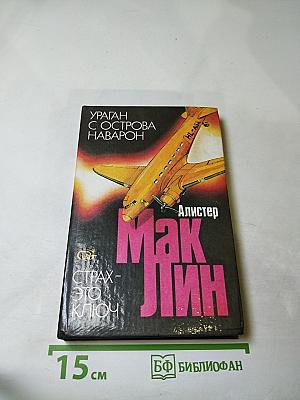 УРАГАН
С ОСТРОВА
НАВАРОН
Алистер
Мак
Лин
СТРАХ -
ЭТО
КЛЮЧ
15 см
БФ БИБЛИОФАН